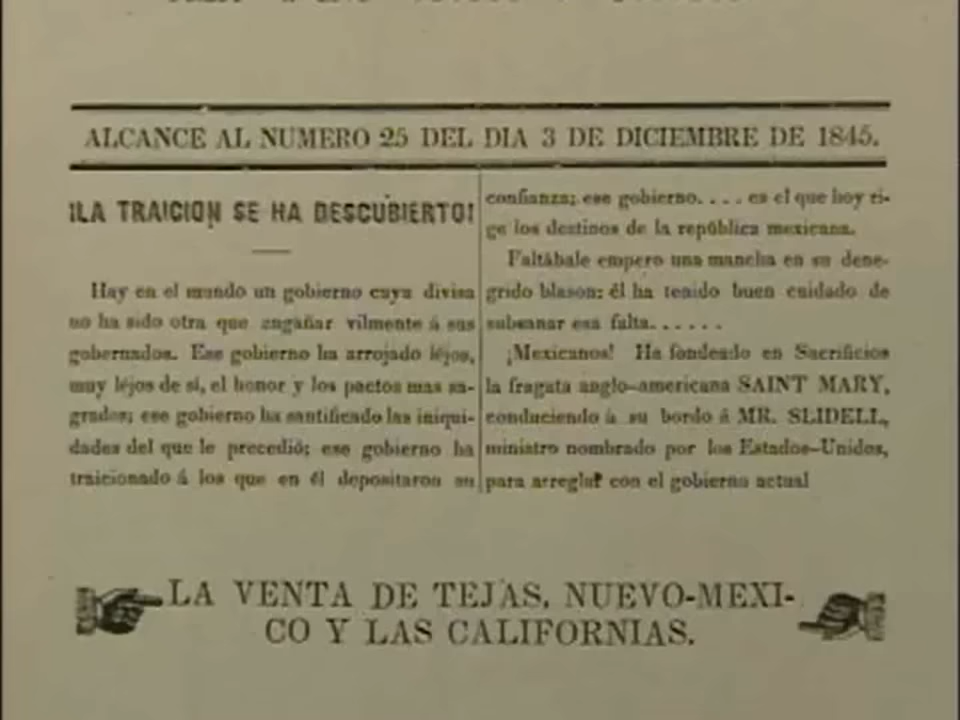 ALCANCE AL NUMERO 25 DEL DIA 3 DE DICIEMBRE DE 1845.
¡LA TRAICION SE HA DESCUBIERTO!
Hay en el mundo un gobierno cuya divisa
no ha sido otra que engañar vilmente á sus
gobernados. Ese gobierno ha arrojado léjos,
muy léjos de sí, el honor y los pactos mas sa-
grados; ese gobierno ha santificado las iniqui-
dades del que le precedió; ese gobierno ha
traicionado á los que en él depositaron su
confianza; ese gobierno. . . . es el que hoy ri-
ge los destinos de la república mexicana.
Faltábale empero una mancha en su dene-
grido blason: él ha tenido buen cuidado de
subsanar esa falta. . . . . .
¡Mexicanos! Ha fondeado en Sacrificios
la fragata anglo-americana SAINT MARY,
conduciendo á su bordo á MR. SLIDELL,
ministro nombrado por los Estados-Unidos,
para arreglar con el gobierno actual
LA VENTA DE TEJAS, NUEVO-MEXI-
CO Y LAS CALIFORNIAS.